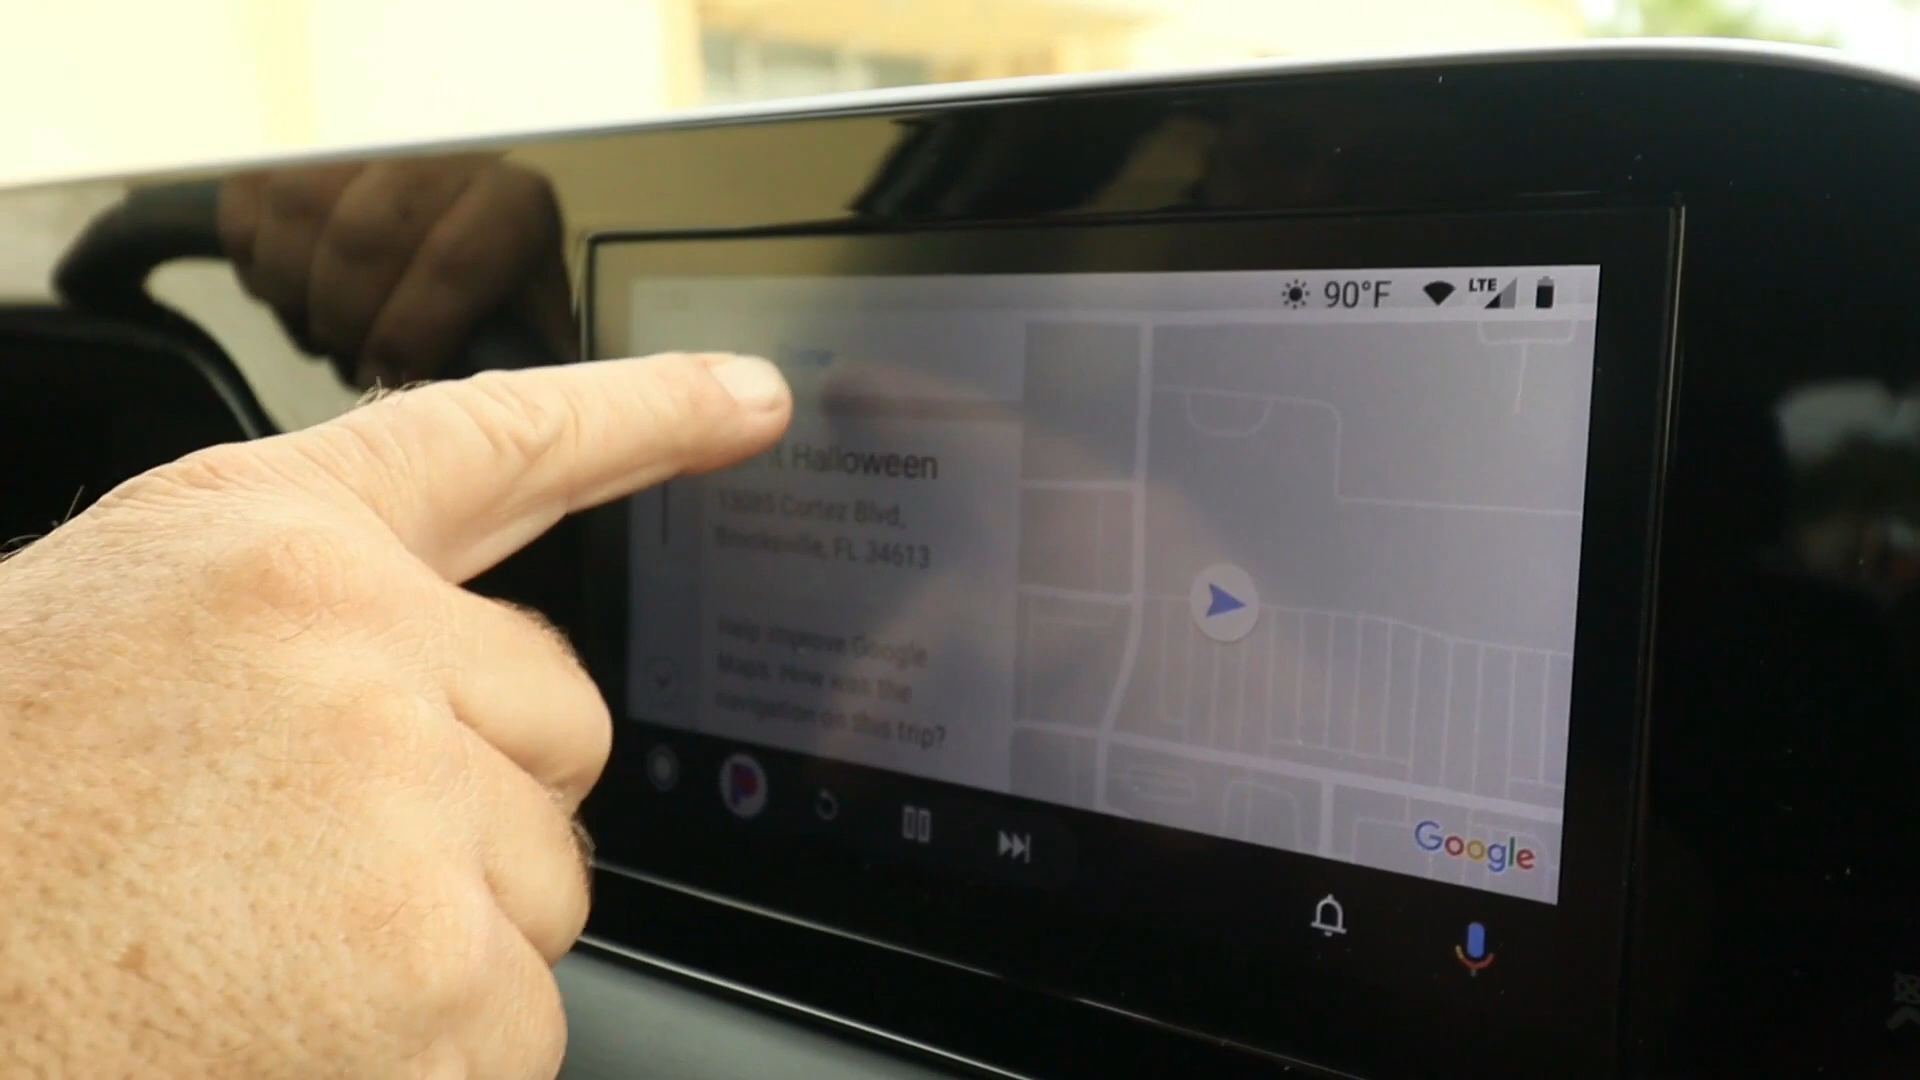 90°F LTE
Halloween
13085 Cortez Blvd,
Brooksville, FL 34613
Help improve Google
Maps. How was the
navigation on this trip?
Google